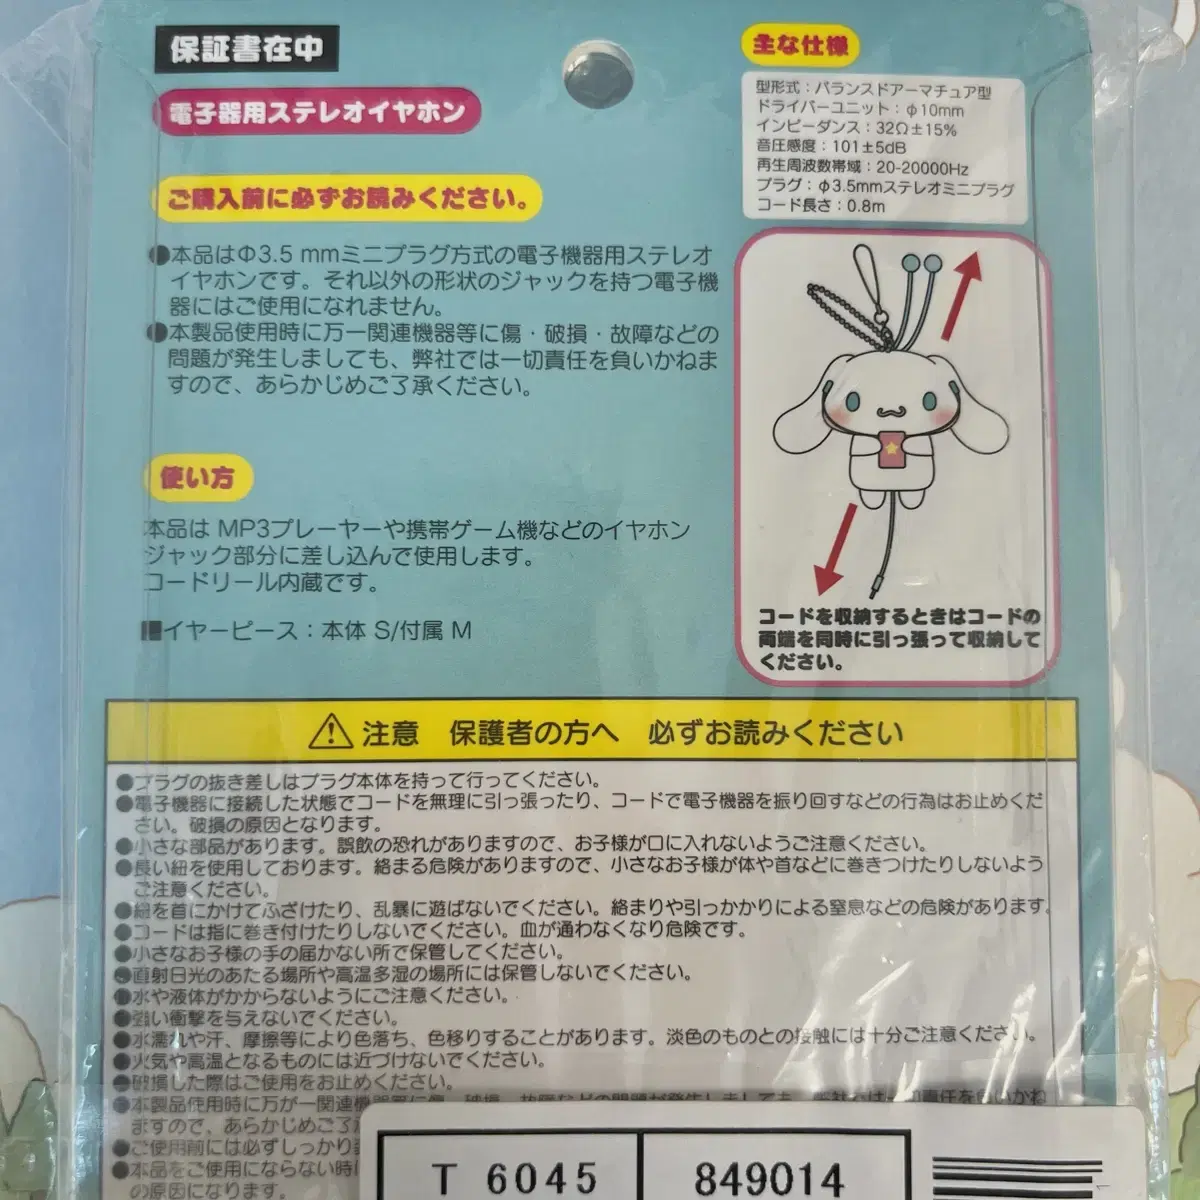 保証書在中
電子器用ステレオイヤホン
ご購入前に必ずお読みください。
●本品はΦ3.5 mmミニプラグ方式の電子機器用ステレオ
イヤホンです。それ以外の形状のジャックを持つ電子機
器にはご使用になれません。
●本製品使用時に万一関連機器等に傷・破損・故障などの
問題が発生しましても、弊社では一切責任を負いかねま
すので、あらかじめご了承ください。
使い方
本品は MP3プレーヤーや携帯ゲーム機などのイヤホン
ジャック部分に差し込んで使用します。
コードリール内蔵です。
■イヤーピース：本体 S/付属 M
主な仕様
型形式：バランスドアーマチュア型
ドライバーユニット：φ10mm
インピーダンス：32Ω±15%
音圧感度：101±5dB
再生周波数帯域：20-20000Hz
プラグ：φ3.5mmステレオミニプラグ
コード長さ：0.8m
コードを収納するときはコードの
両端を同時に引っ張って収納して
ください。
注意　保護者の方へ　必ずお読みください
●プラグの抜き差しはプラグ本体を持って行ってください。
●電子機器に接続した状態でコードを無理に引っ張ったり、コードで電子機器を振り回すなどの行為はお止めくだ
さい。破損の原因となります。
●小さな部品があります。誤飲の恐れがありますので、お子様が口に入れないようご注意ください。
●長い紐を使用しております。絡まる危険がありますので、小さなお子様が体や首などに巻きつけたりしないよう
ご注意ください。
●紐を首にかけてふざけたり、乱暴に遊ばないでください。絡まりや引っかかりによる窒息などの危険があります。
●コードは指に巻き付けたりしないでください。血が通わなくなり危険です。
●小さなお子様の手の届かない所で保管してください。
●直射日光のあたる場所や高温多湿の場所には保管しないでください。
●水や液体がかからないようにご注意ください。
●強い衝撃を与えないでください。
●水濡れや汗、摩擦等により色落ち、色移りすることがあります。淡色のものとの接触には十分ご注意ください。
●火気や高温となるものには近づけないでください。
●破損した際はご使用をお止めください。
●本製品使用時に万が一関連機器等に傷、破損、故障などの問題が発生しましても、弊社では一切責任を負いかね
ますので、あらかじめご了
●ご使用前には必ずしっかり
●本品をご使用にならない時
の原因になります。
T 6045
849014